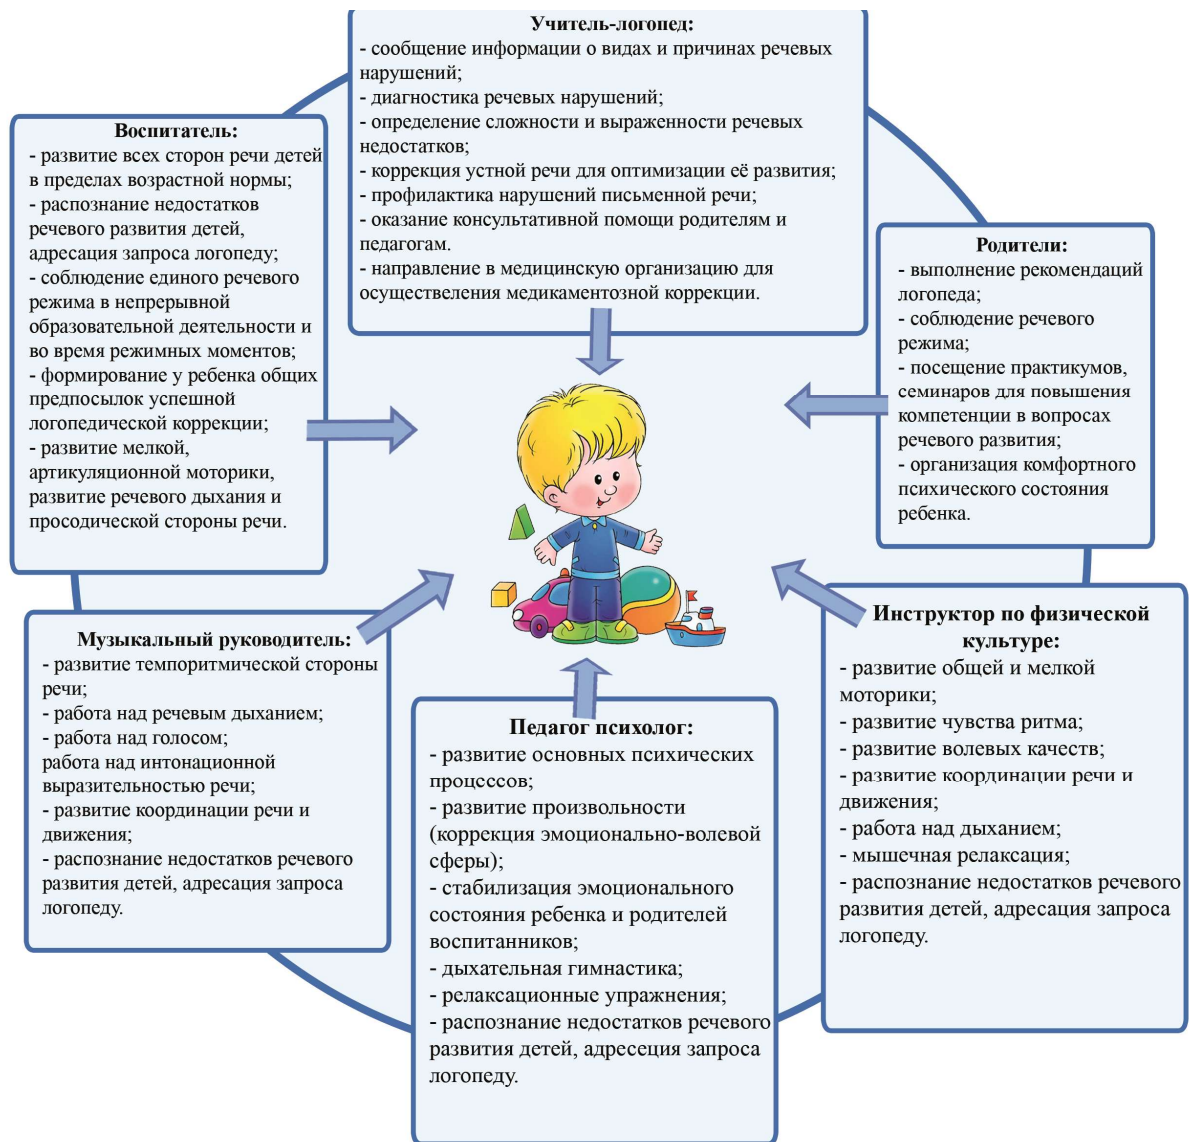 Учитель-логопед:
- сообщение информации о видах и причинах речевых
нарушений;
- диагностика речевых нарушений;
- определение сложности и выраженности речевых
недостатков;
- коррекция устной речи для оптимизации её развития;
- профилактика нарушений письменной речи;
- оказание консультативной помощи родителям и
педагогам.
- направление в медицинскую организацию для
осуществеления медикаментозной коррекции.
Воспитатель:
- развитие всех сторон речи детей
в пределах возрастной нормы;
- распознание недостатков
речевого развития детей,
адресация запроса логопеду;
- соблюдение единого речевого
режима в непрерывной
образовательной деятельности и
во время режимных моментов;
- формирование у ребенка общих
предпосылок успешной
логопедической коррекции;
- развитие мелкой,
артикуляционной моторики,
развитие речевого дыхания и
просодической стороны речи.
Родители:
- выполнение рекомендаций
логопеда;
- соблюдение речевого
режима;
- посещение практикумов,
семинаров для повышения
компетенции в вопросах
речевого развития;
- организация комфортного
психического состояния
ребенка.
Музыкальный руководитель:
- развитие темпоритмической стороны
речи;
- работа над речевым дыханием;
- работа над голосом;
работа над интонационной
выразительностью речи;
- развитие координации речи и
движения;
- распознание недостатков речевого
развития детей, адресация запроса
логопеду.
Педагог психолог:
- развитие основных психических
процсссов;
- развитие произвольности
(коррекция эмоционально-волевой
сферы);
- стабилизация эмоционального
состояния ребенка и родителей
воспитанников;
- дыхательная гимнастика;
- релаксационные упражнения;
- распознание недостатков речевого
развития детей, адресеция запроса
логопеду.
Инструктор по физической
культуре:
- развитие общей и мелкой
моторики;
- развитие чувства ритма;
- развитие волевых качеств;
- развитие координации речи и
движения;
- работа над дыханием;
- мышечная релаксация;
- распознание недостатков речевого
развития детей, адресация запроса
логопеду.